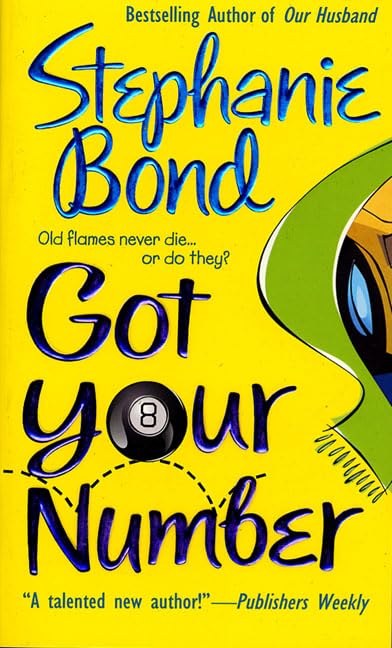 Bestselling Author of Our Husband
Stephanie
Bond
Old flames never die...
or do they?
Got
your
8
Number
"A talented new author!"—Publishers Weekly